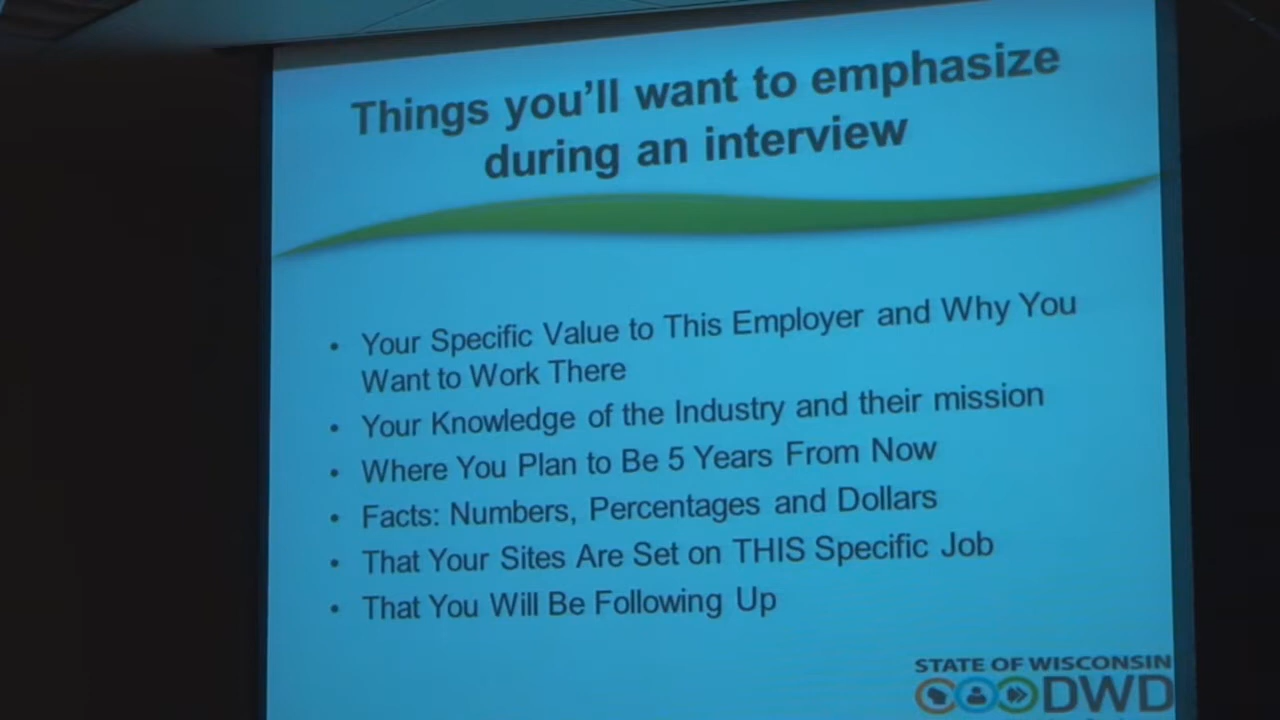 Things you'll want to emphasize
during an interview
• Your Specific Value to This Employer and Why You
Want to Work There
• Your Knowledge of the Industry and their mission
• Where You Plan to Be 5 Years From Now
• Facts: Numbers, Percentages and Dollars
• That Your Sites Are Set on THIS Specific Job
• That You Will Be Following Up
STATE OF WISCONSIN
DWD